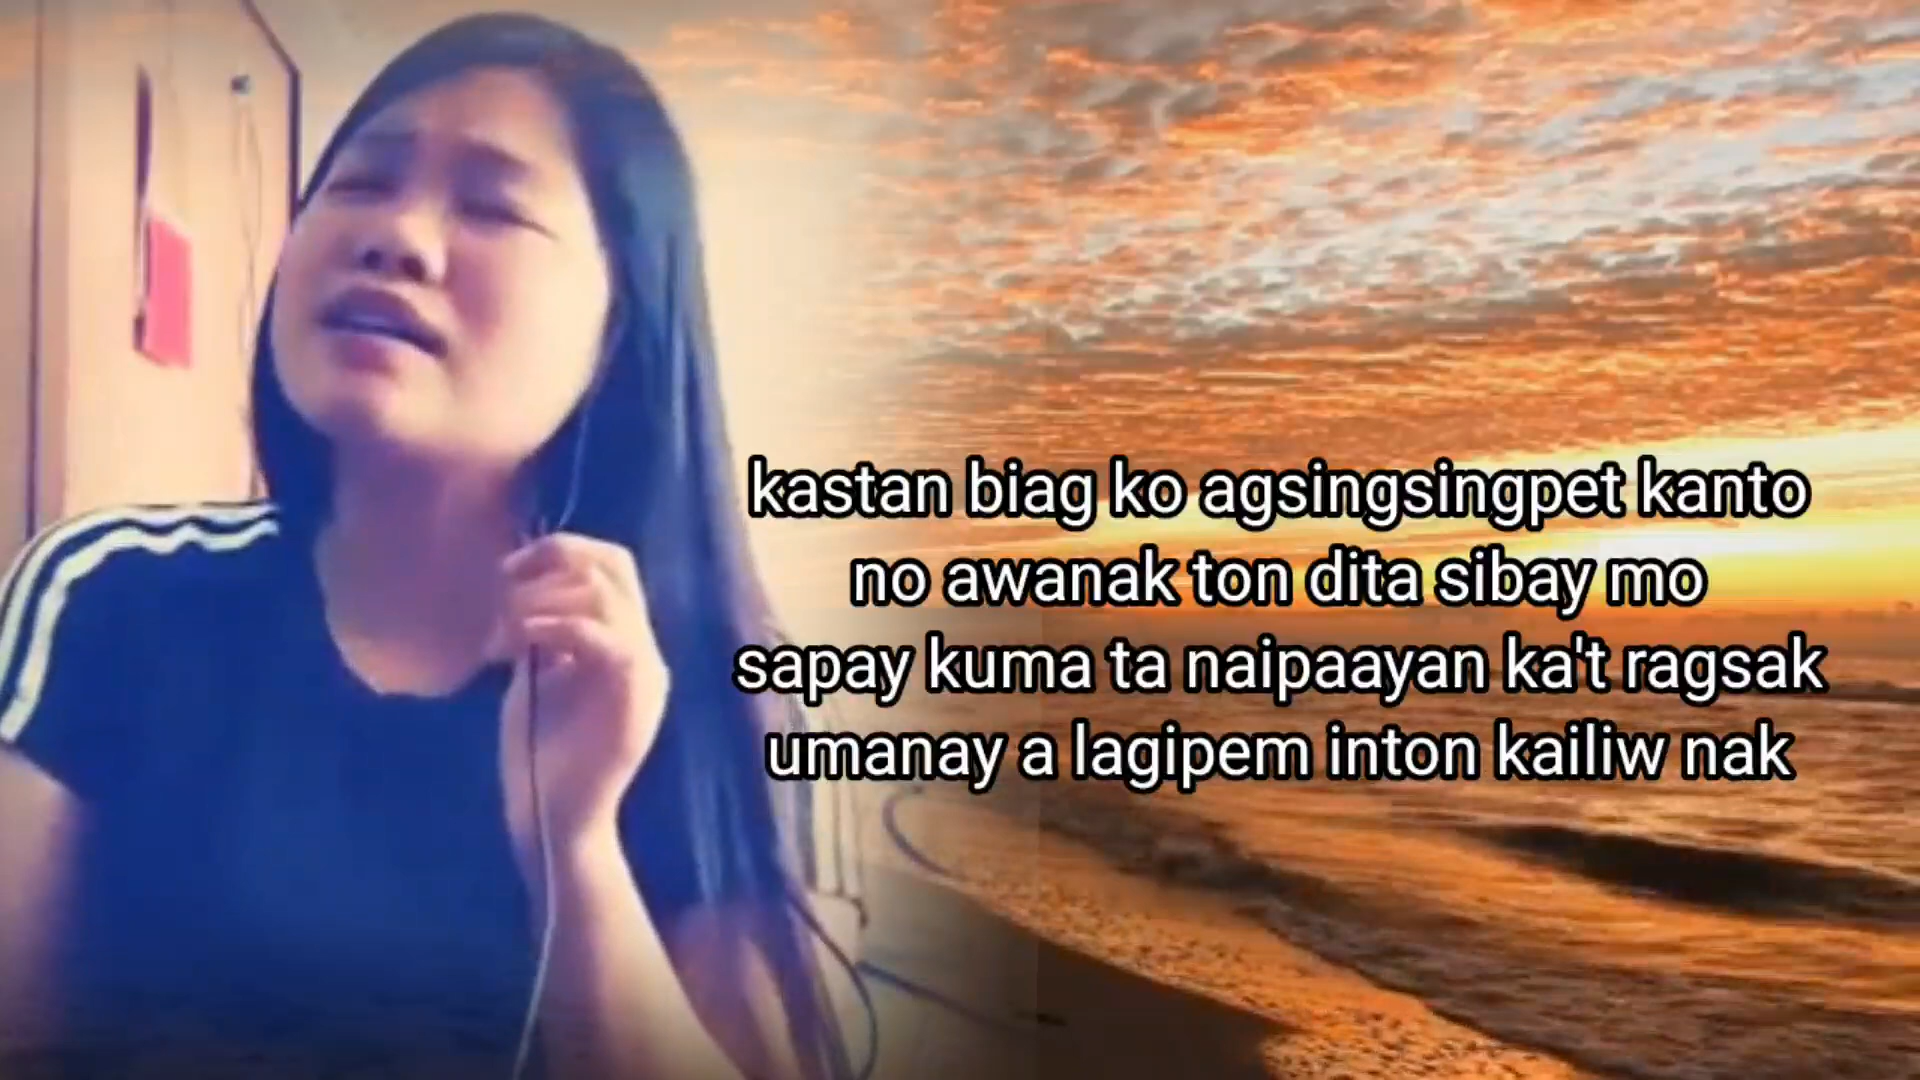 kastan biag ko agsingsingpet kanto
no awanak ton dita sibay mo
sapay kuma ta naipaayan ka't ragsak
umanay a lagipem inton kailiw nak